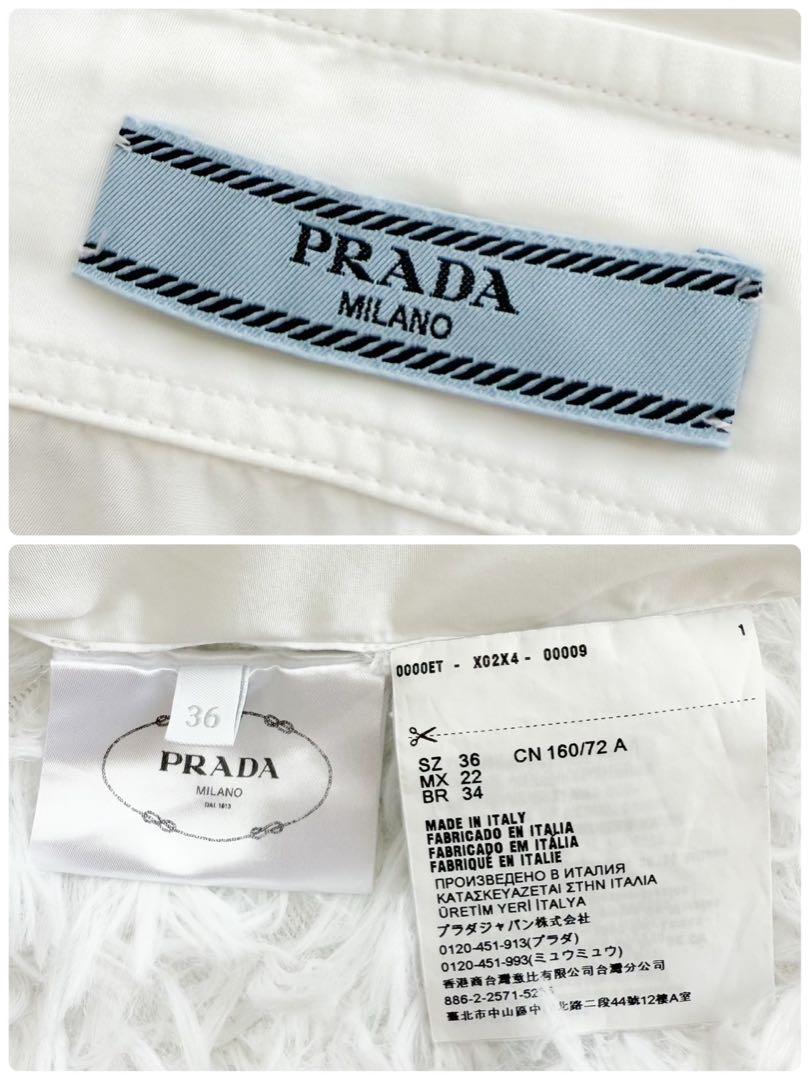 PRADA
MILANO
36
PRADA
MILANO
DAL 1913
1
0000ET - X02X4 - 00009
SZ 36 CN 160/72 A
MX 22
BR 34
MADE IN ITALY
FABRICADO EN ITALIA
FABRICADO EM ITÁLIA
FABRIQUÉ EN ITALIE
ПРОИЗВЕДЕНО В ИТАЛИЯ
ΚΑΤΑΣΚΕΥΑΖΕΤΑΙ ΣΤΗΝ ΙΤΑΛΙΑ
ÜRETİM YERİ İTALYA
プラダジャパン株式会社
0120-451-913(プラダ)
0120-451-993(ミュウミュウ)
香港商台灣意比有限公司台灣分公司
886-2-2571-52
臺北市中山區中 北路二段44號12樓A室